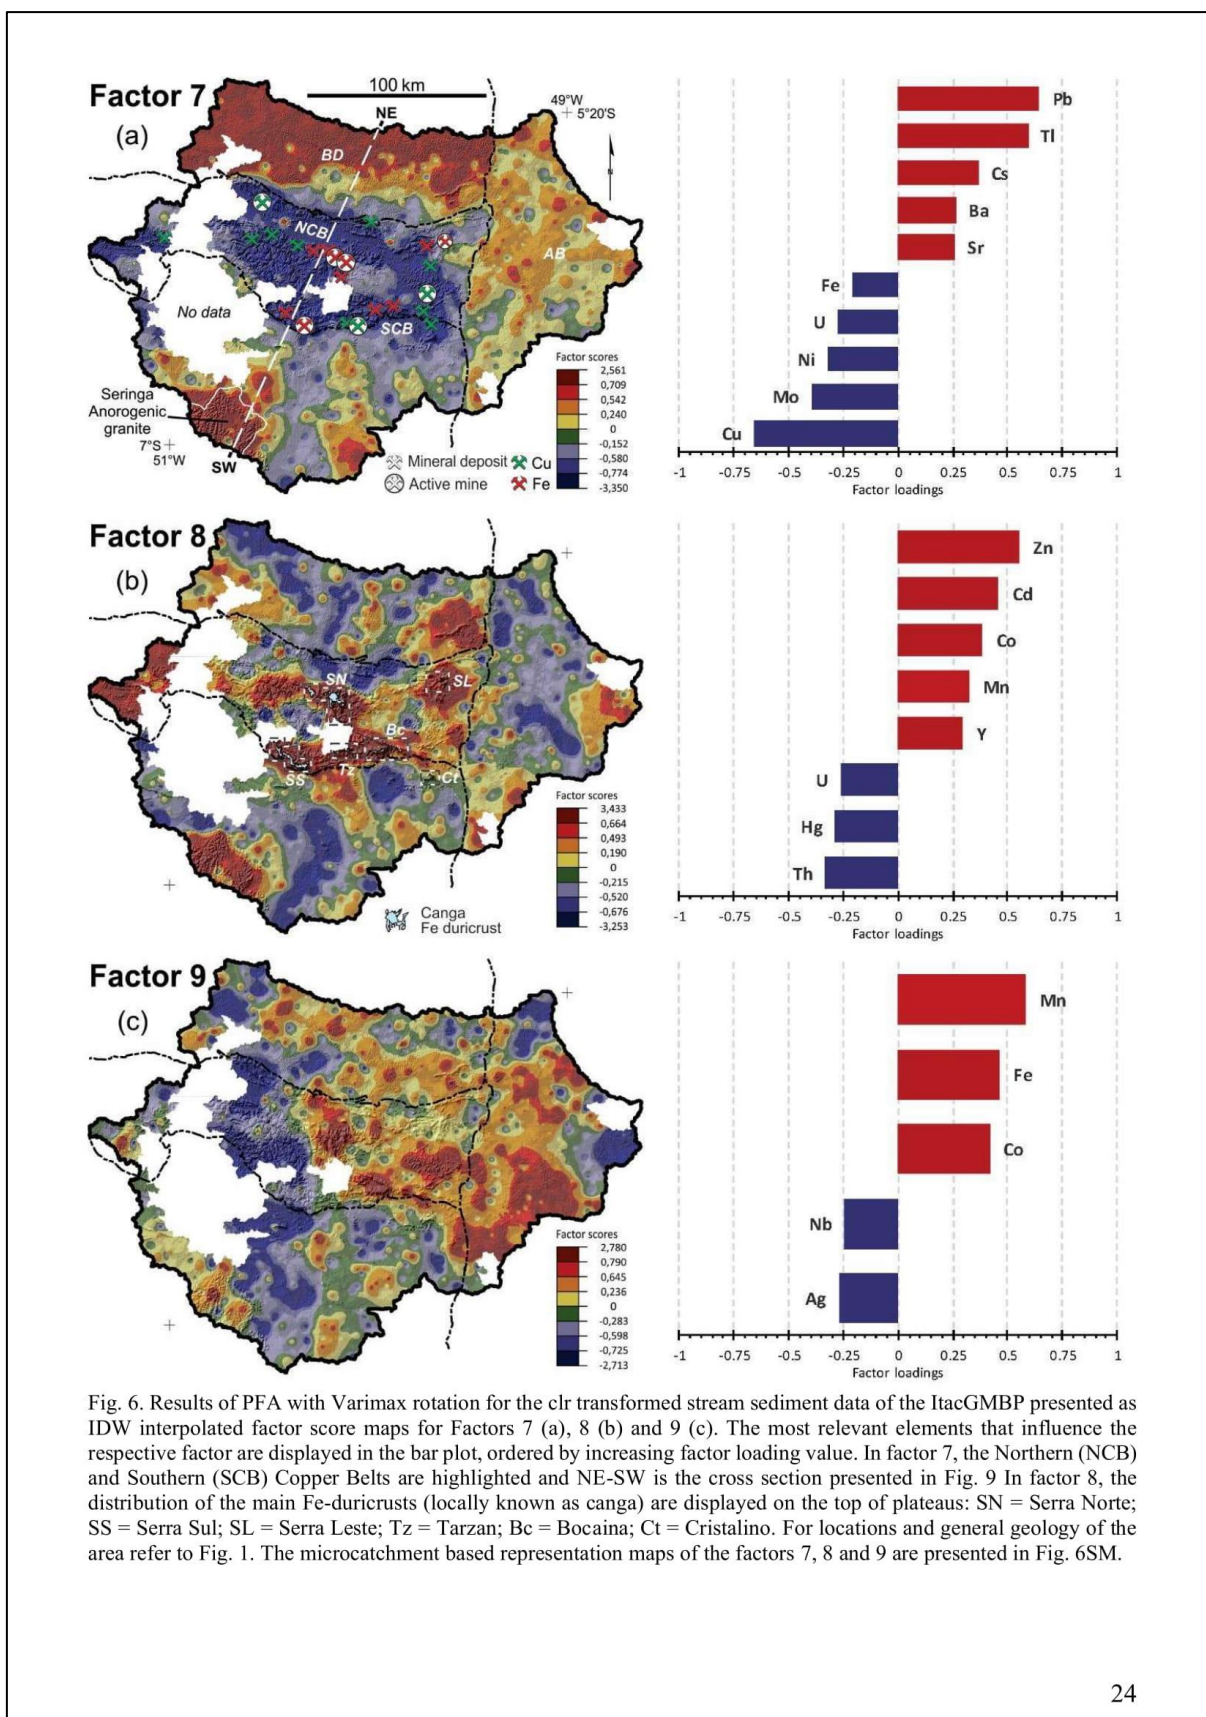 Factor 7
(a)
100 km
NE
49°W
5°20'S
N
BD
NCB
AB
No data
SCB
Seringa
Anorogenic
granite
7°S
51°W
SW
Mineral deposit
Cu
Active mine
Fe
Factor scores
2,561
0,709
0,542
0,240
0
-0,152
-0,580
-0,774
-3,350
Pb
Tl
Cs
Ba
Sr
Fe
U
Ni
Mo
Cu
-1 -0.75 -0.5 -0.25 0 0.25 0.5 0.75 1
Factor loadings
Factor 8
(b)
SN
SL
Bc
SS
Tz
Ct
Canga
Fe duricrust
Factor scores
3,433
0,664
0,493
0,190
0
-0,215
-0,520
-0,676
-3,253
Zn
Cd
Co
Mn
Y
U
Hg
Th
-1 -0.75 -0.5 -0.25 0 0.25 0.5 0.75 1
Factor loadings
Factor 9
(c)
Factor scores
2,780
0,790
0,645
0,236
0
-0,283
-0,598
-0,725
-2,713
Mn
Fe
Co
Nb
Ag
-1 -0.75 -0.5 -0.25 0 0.25 0.5 0.75 1
Factor loadings
Fig. 6. Results of PFA with Varimax rotation for the clr transformed stream sediment data of the ItacGMBP presented as
IDW interpolated factor score maps for Factors 7 (a), 8 (b) and 9 (c). The most relevant elements that influence the
respective factor are displayed in the bar plot, ordered by increasing factor loading value. In factor 7, the Northern (NCB)
and Southern (SCB) Copper Belts are highlighted and NE-SW is the cross section presented in Fig. 9 In factor 8, the
distribution of the main Fe-duricrusts (locally known as canga) are displayed on the top of plateaus: SN = Serra Norte;
SS = Serra Sul; SL = Serra Leste; Tz = Tarzan; Bc = Bocaina; Ct = Cristalino. For locations and general geology of the
area refer to Fig. 1. The microcatchment based representation maps of the factors 7, 8 and 9 are presented in Fig. 6SM.
24